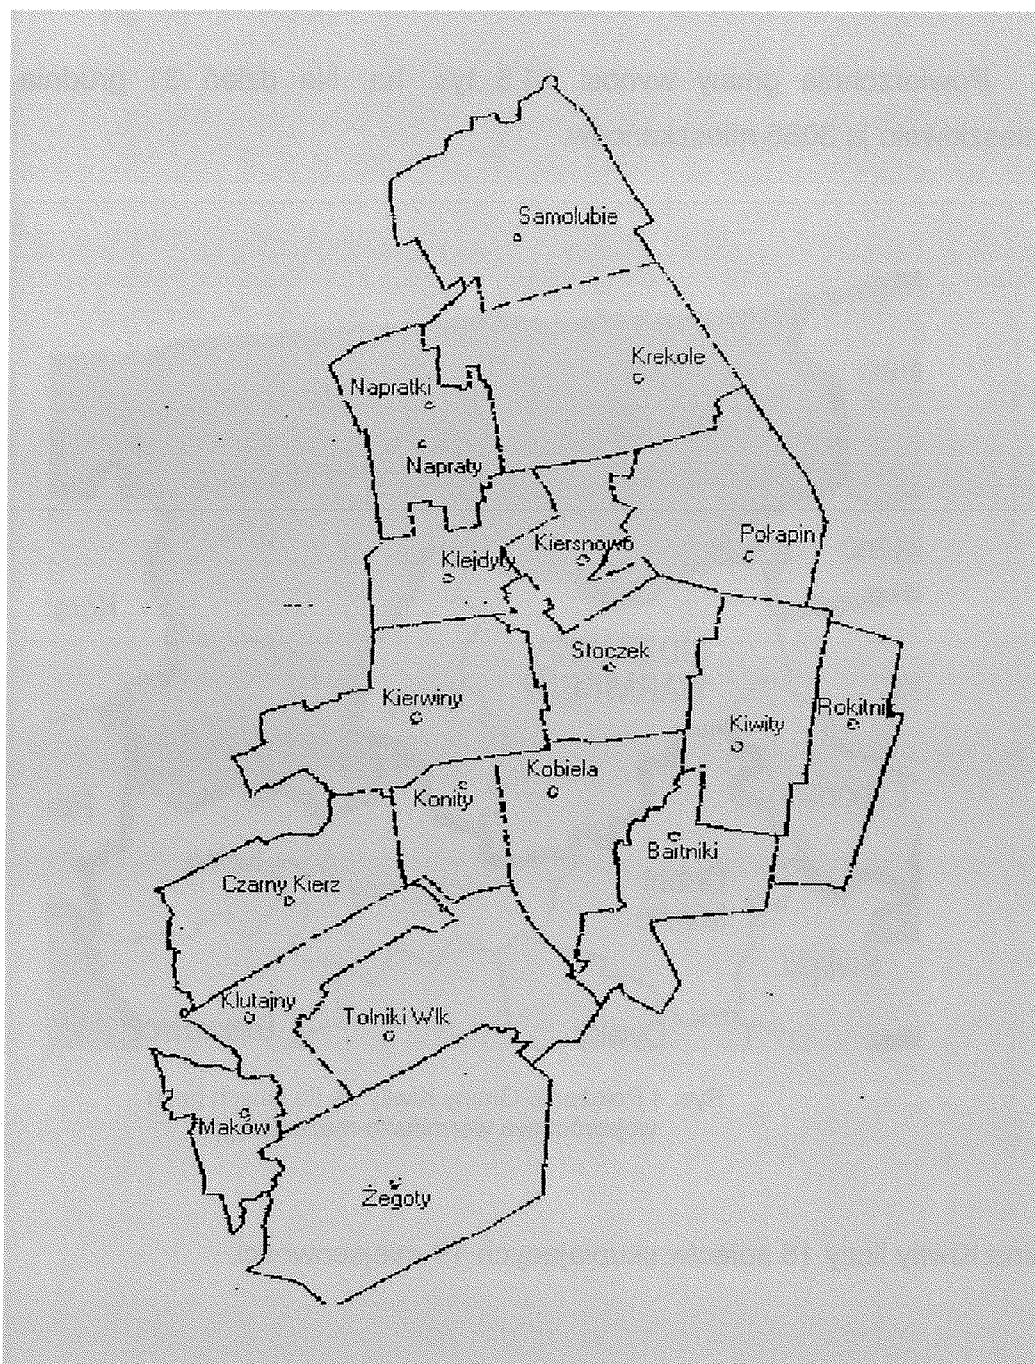 Samolubie
Krekole
Napratki
Napraty
Połapin
Kiersnowo
Klejdyty
Stoczek
Kierwiny
Rokitnik
Kiwity
Kobiela
Konity
Bartniki
Czarny Kierz
Klutajny
Tolniki Wlk
Maków
Żegoty